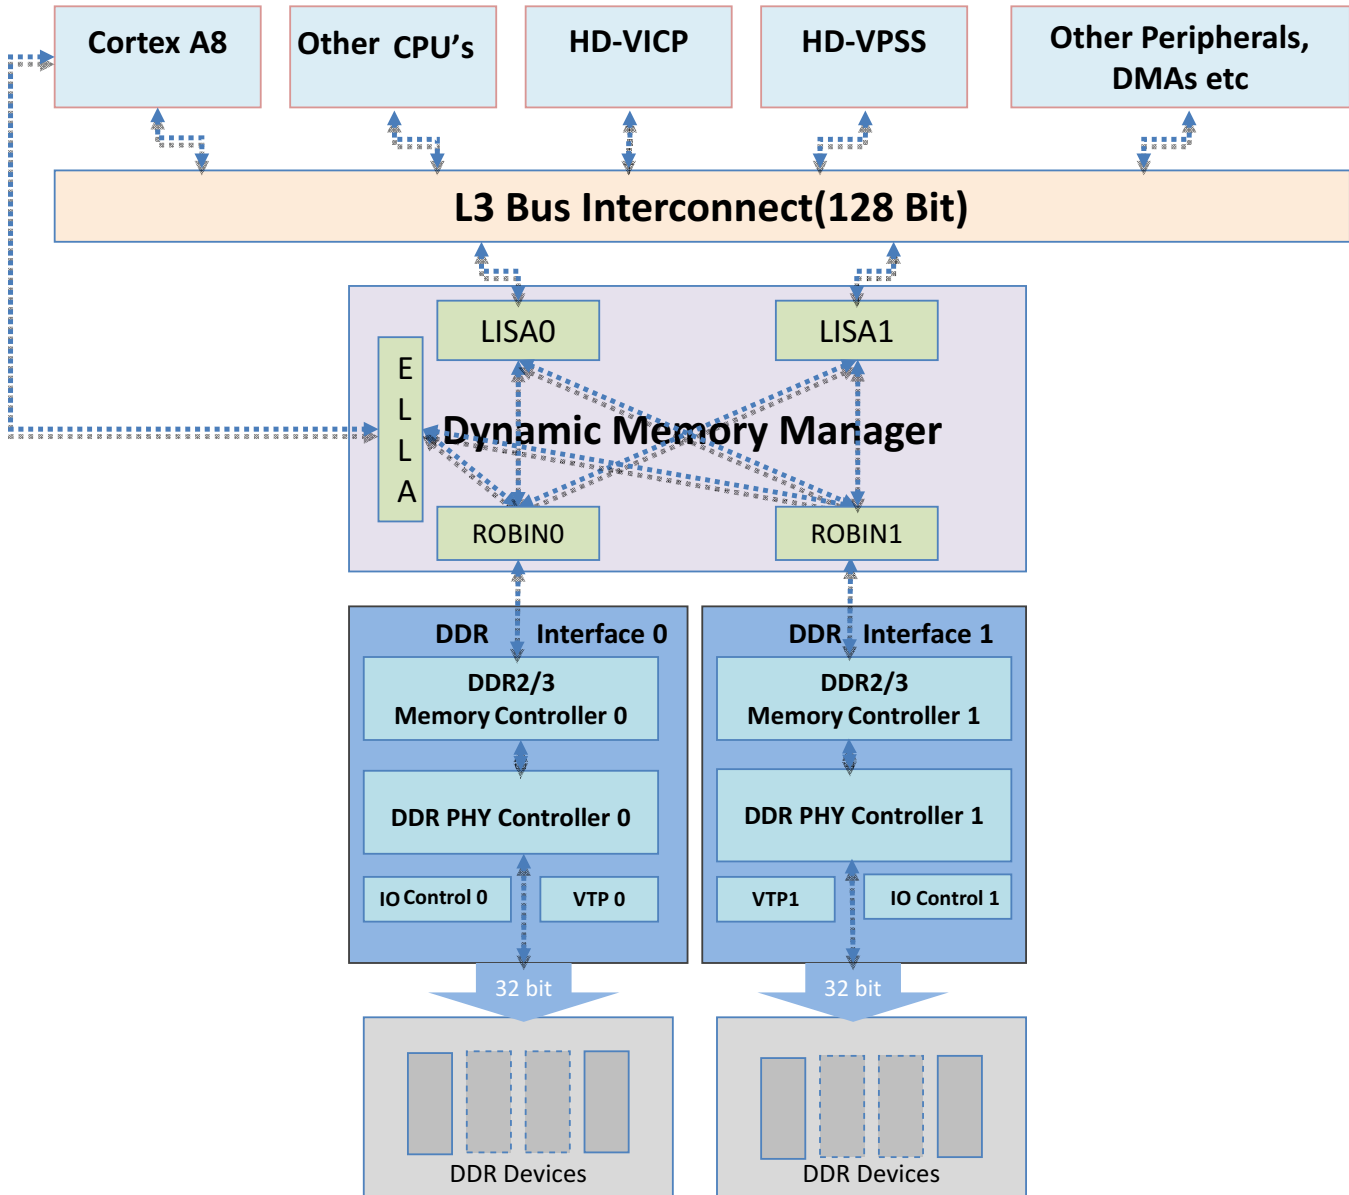 Cortex A8
Other CPU's
HD-VICP
HD-VPSS
Other Peripherals,
DMAs etc
L3 Bus Interconnect(128 Bit)
LISA0
LISA1
E
L
L
A
Dynamic Memory Manager
ROBIN0
ROBIN1
DDR Interface 0
DDR2/3
Memory Controller 0
DDR PHY Controller 0
IO Control 0
VTP 0
32 bit
DDR Devices
DDR Interface 1
DDR2/3
Memory Controller 1
DDR PHY Controller 1
VTP1
IO Control 1
32 bit
DDR Devices